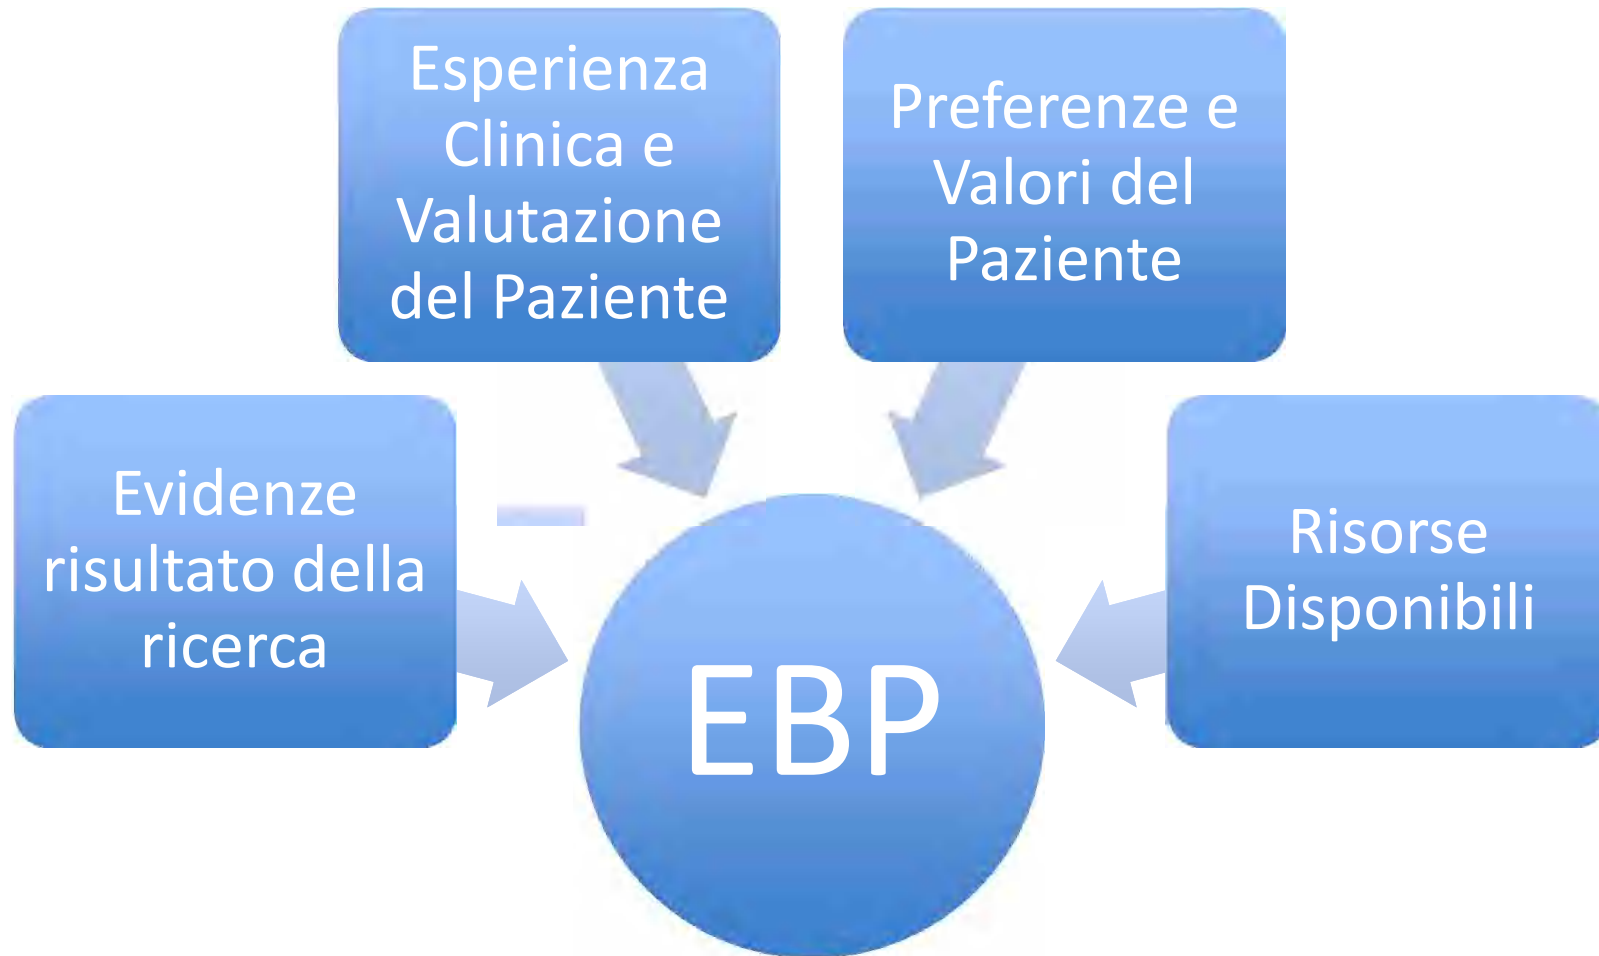 Esperienza
Clinica e
Valutazione
del Paziente
Preferenze e
Valori del
Paziente
Evidenze
risultato della
ricerca
Risorse
Disponibili
EBP